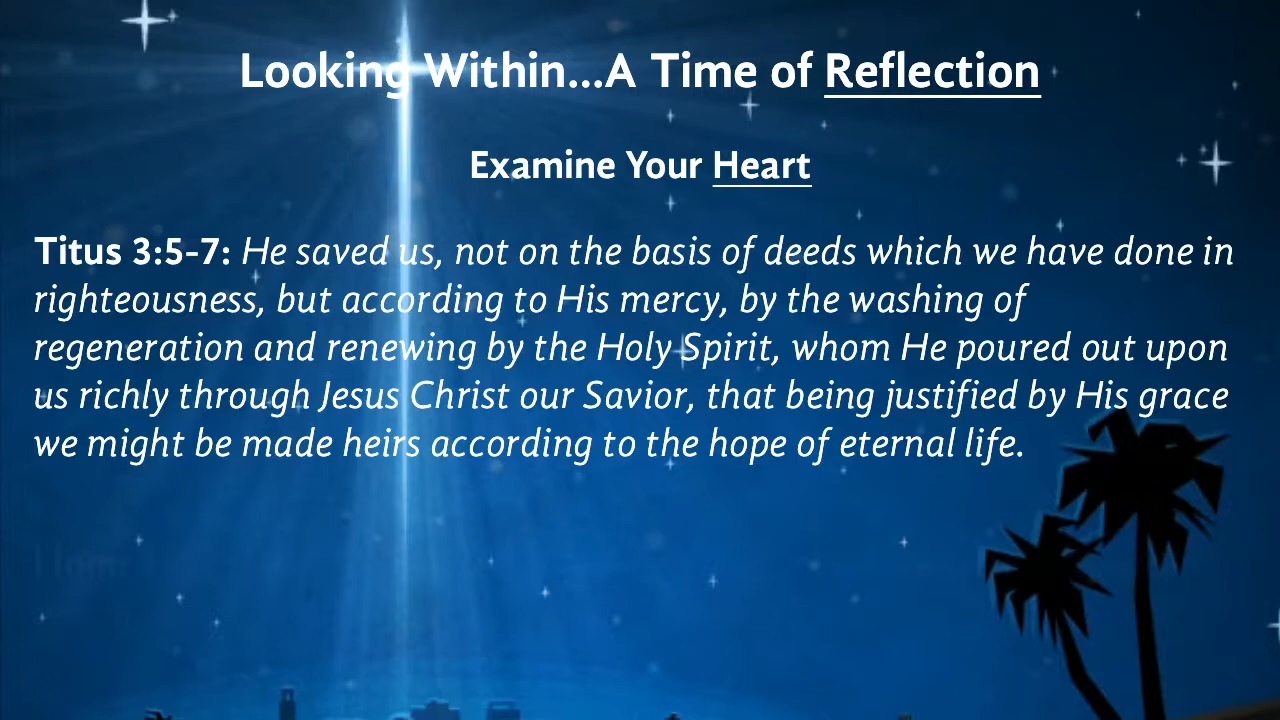 Looking Within...A Time of Reflection
Examine Your Heart
Titus 3:5-7: He saved us, not on the basis of deeds which we have done in
righteousness, but according to His mercy, by the washing of
regeneration and renewing by the Holy Spirit, whom He poured out upon
us richly through Jesus Christ our Savior, that being justified by His grace
we might be made heirs according to the hope of eternal life.